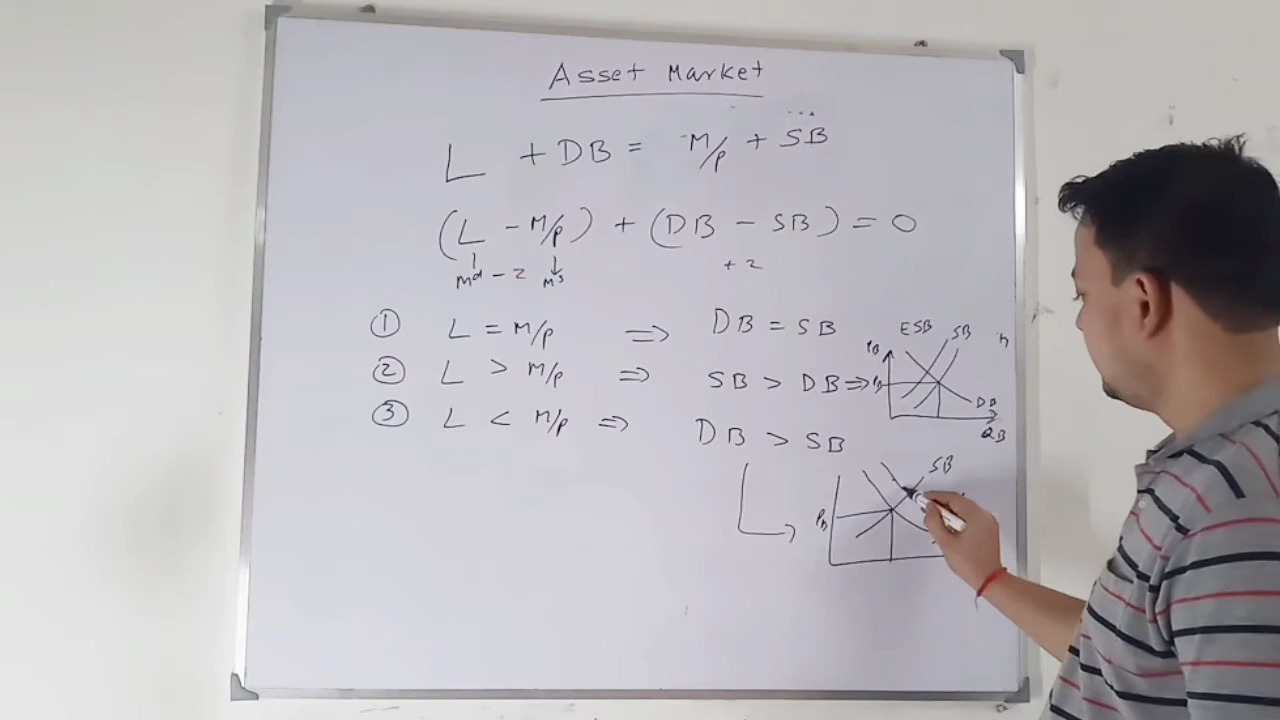 Asset Market
L + DB = M/P + SB
(L - M/P) + (DB - SB) = 0
md - 2 Ms + 2
① L = M/P ⇒ DB = SB
② L > M/P ⇒ SB > DB ⇒
③ L < M/P ⇒ DB > SB
ESB SB
PB
PB
DB
QB
SB
Pb